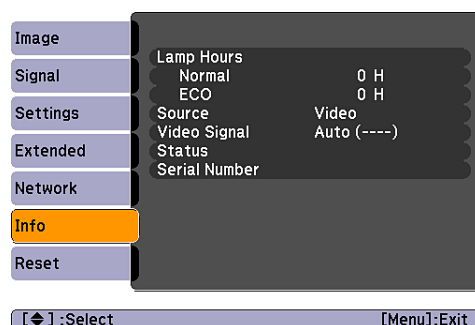 Image
Signal
Settings
Extended
Network
Info
Reset
Lamp Hours
Normal 0 H
ECO 0 H
Source Video
Video Signal Auto (----)
Status
Serial Number
[◆] :Select [Menu]:Exit